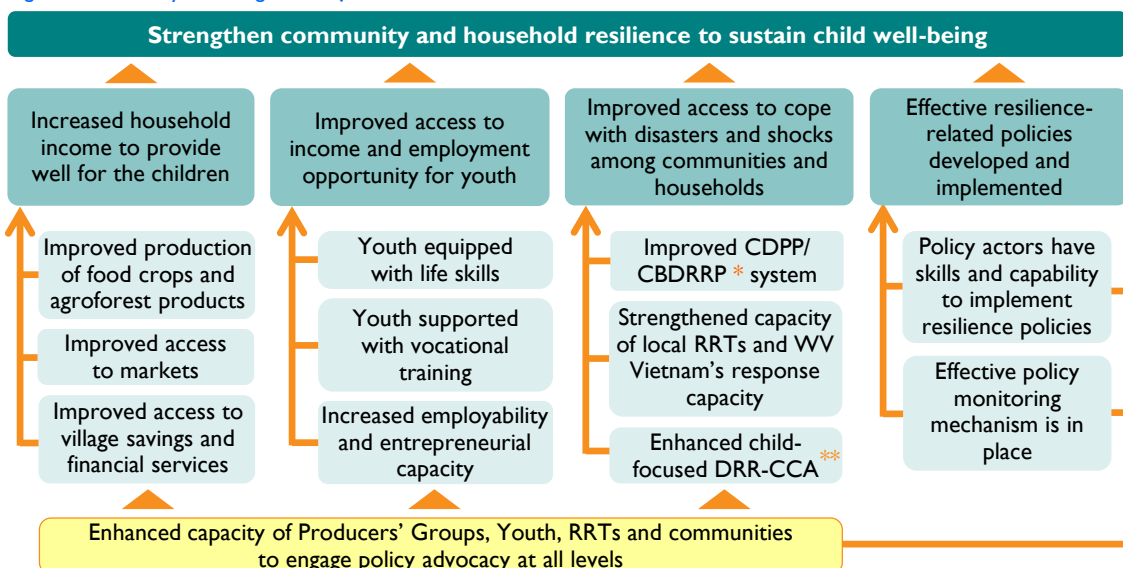 Strengthen community and household resilience to sustain child well-being
Increased household
income to provide
well for the children
Improved production
of food crops and
agroforest products
Improved access
to markets
Improved access to
village savings and
financial services
Improved access to
income and employment
opportunity for youth
Youth equipped
with life skills
Youth supported
with vocational
training
Increased employability
and entrepreneurial
capacity
Improved access to cope
with disasters and shocks
among communities and
households
Improved CDPP/
CBDRRP * system
Strengthened capacity
of local RRTs and WV
Vietnam's response
capacity
Enhanced child-
focused DRR-CCA**
Effective resilience-
related policies
developed and
implemented
Policy actors have
skills and capability
to implement
resilience policies
Effective policy
monitoring
mechanism is in
place
Enhanced capacity of Producers' Groups, Youth, RRTs and communities
to engage policy advocacy at all levels